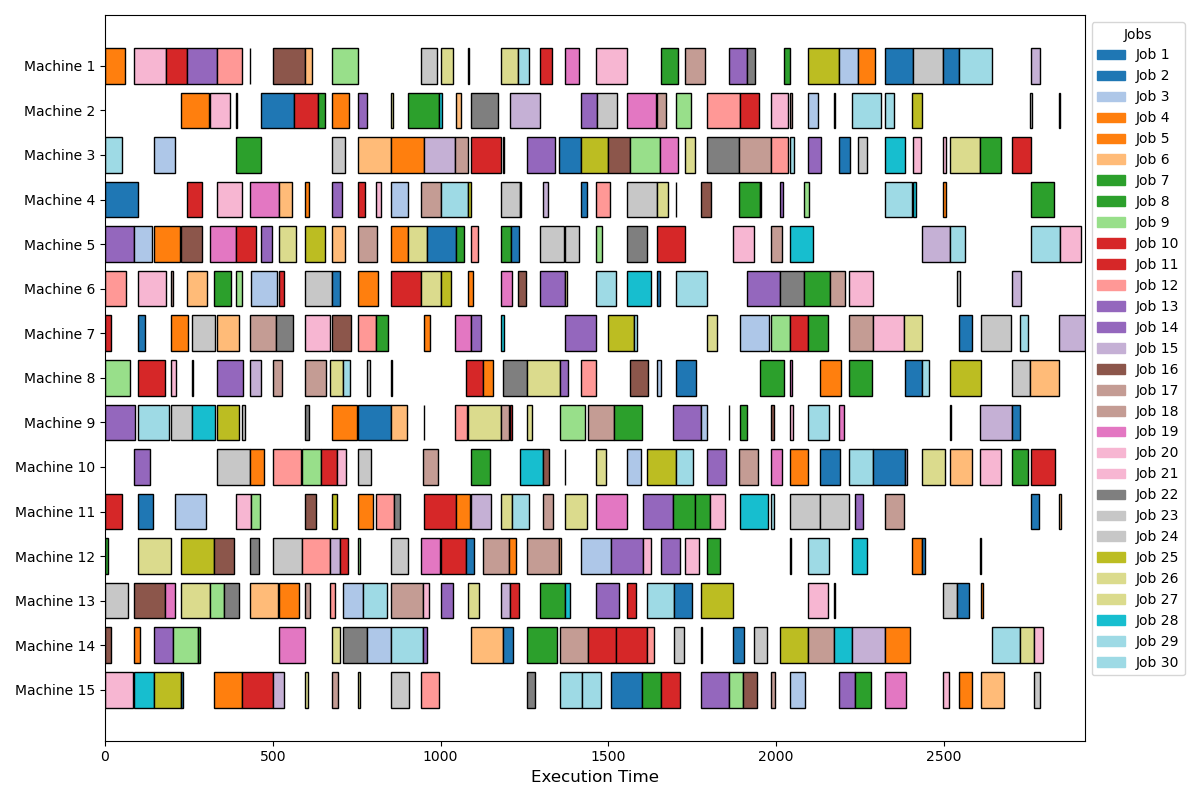 Machine 1
Machine 2
Machine 3
Machine 4
Machine 5
Machine 6
Machine 7
Machine 8
Machine 9
Machine 10
Machine 11
Machine 12
Machine 13
Machine 14
Machine 15
0 500 1000 1500 2000 2500
Execution Time
Jobs
Job 1
Job 2
Job 3
Job 4
Job 5
Job 6
Job 7
Job 8
Job 9
Job 10
Job 11
Job 12
Job 13
Job 14
Job 15
Job 16
Job 17
Job 18
Job 19
Job 20
Job 21
Job 22
Job 23
Job 24
Job 25
Job 26
Job 27
Job 28
Job 29
Job 30